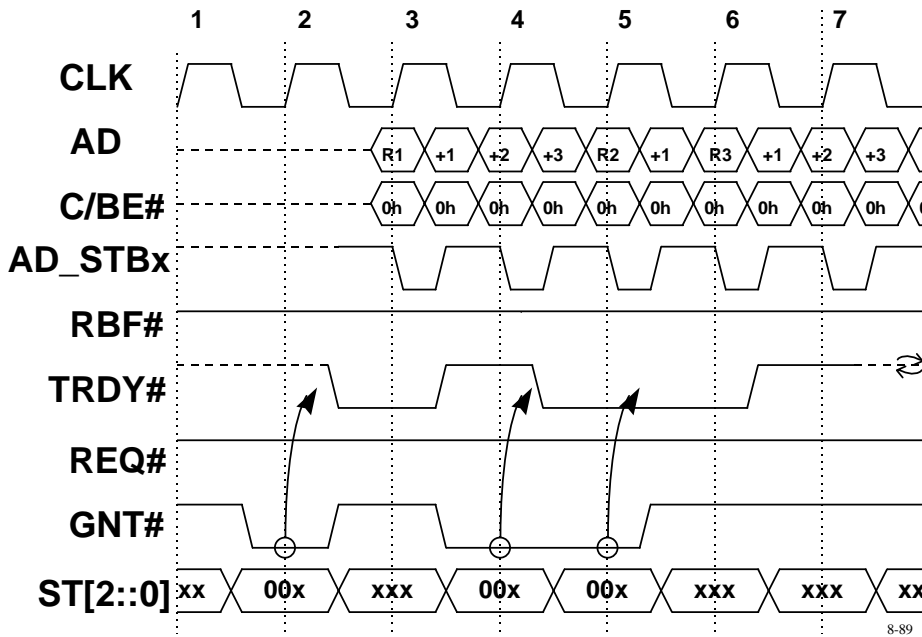 1 2 3 4 5 6 7
CLK
AD R1 +1 +2 +3 R2 +1 R3 +1 +2 +3
C/BE# 0h 0h 0h 0h 0h 0h 0h 0h 0h 0h
AD_STBx
RBF#
TRDY#
REQ#
GNT#
ST[2::0] xx 00x xxx 00x 00x xxx xxx xx
8-89